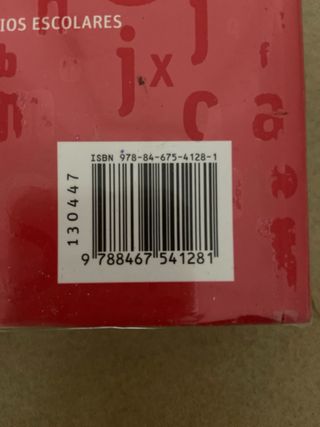 IOS ESCOLARES
j
f
b
n
j x
c a
ISBN 978-84-675-4128-1
130447
9 788467 541281